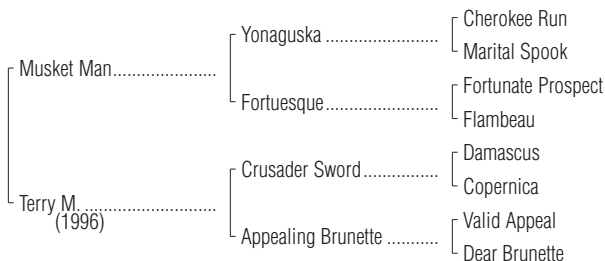 Cherokee Run
Yonaguska ......................
Marital Spook
Musket Man.....................
Fortunate Prospect
Fortuesque......................
Flambeau
Damascus
Crusader Sword...............
Copernica
Terry M. ..........................
(1996)
Valid Appeal
Appealing Brunette ..........
Dear Brunette